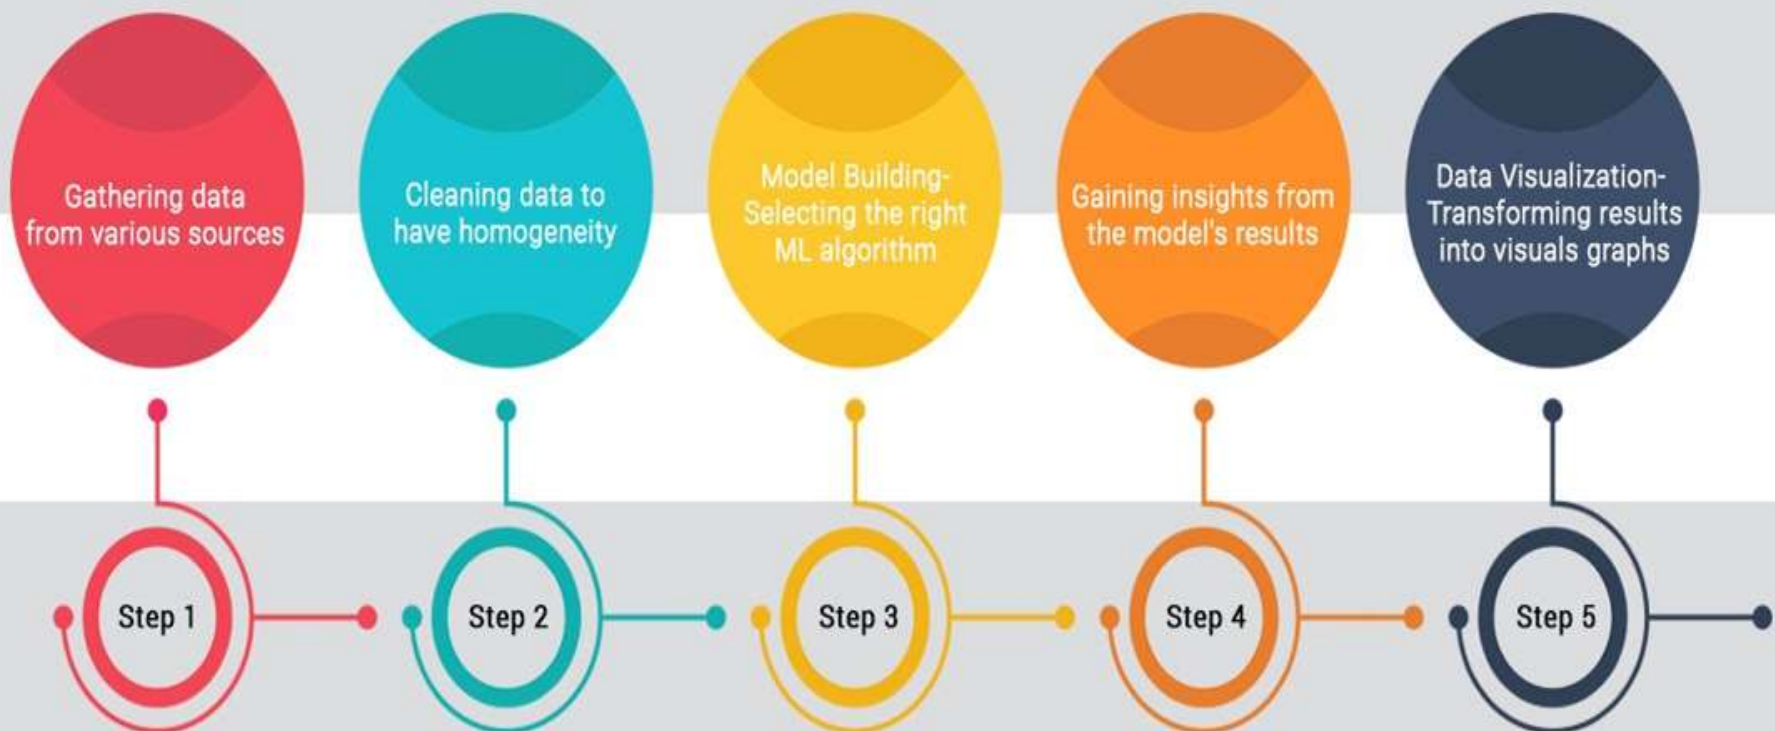 Gathering data
from various sources
Cleaning data to
have homogeneity
Model Building-
Selecting the right
ML algorithm
Gaining insights from
the model's results
Data Visualization-
Transforming results
into visuals graphs
Step 1
Step 2
Step 3
Step 4
Step 5